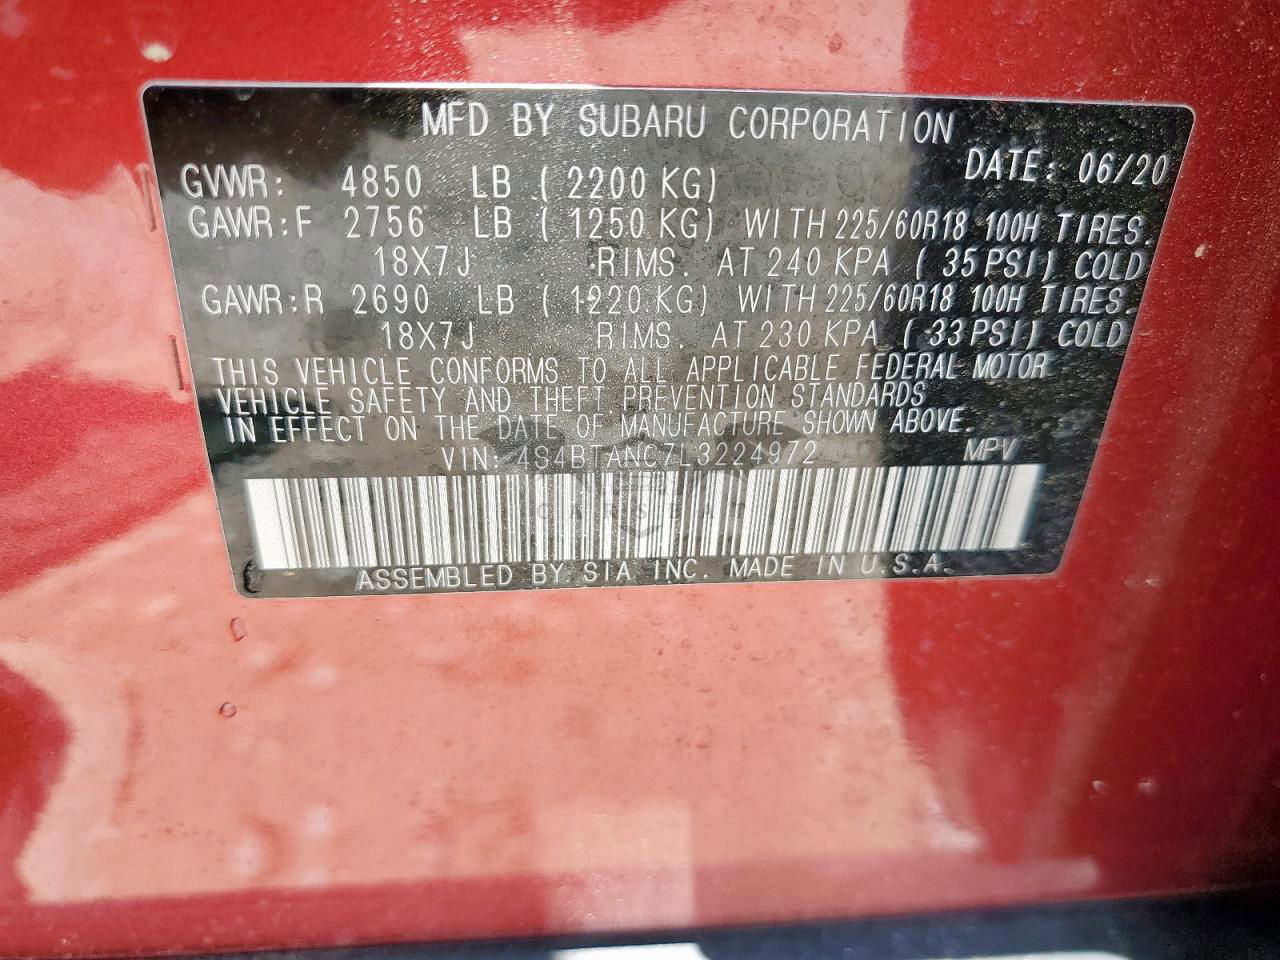 MFD BY SUBARU CORPORATION
DATE: 06/20
GVWR: 4850 LB (2200 KG)
GAWR:F 2756 LB (1250 KG) WITH 225/60R18 100H TIRES.
18X7J RIMS. AT 240 KPA (35 PSI) COLD
GAWR:R 2690 LB (1220 KG) WITH 225/60R18 100H TIRES.
18X7J RIMS. AT 230 KPA (33 PSI) COLD
THIS VEHICLE CONFORMS TO ALL APPLICABLE FEDERAL MOTOR
VEHICLE SAFETY AND THEFT PREVENTION STANDARDS
IN EFFECT ON THE DATE OF MANUFACTURE SHOWN ABOVE.
VIN: 4S4BTANC7L3224972 MPV
ASSEMBLED BY SIA INC. MADE IN U.S.A.